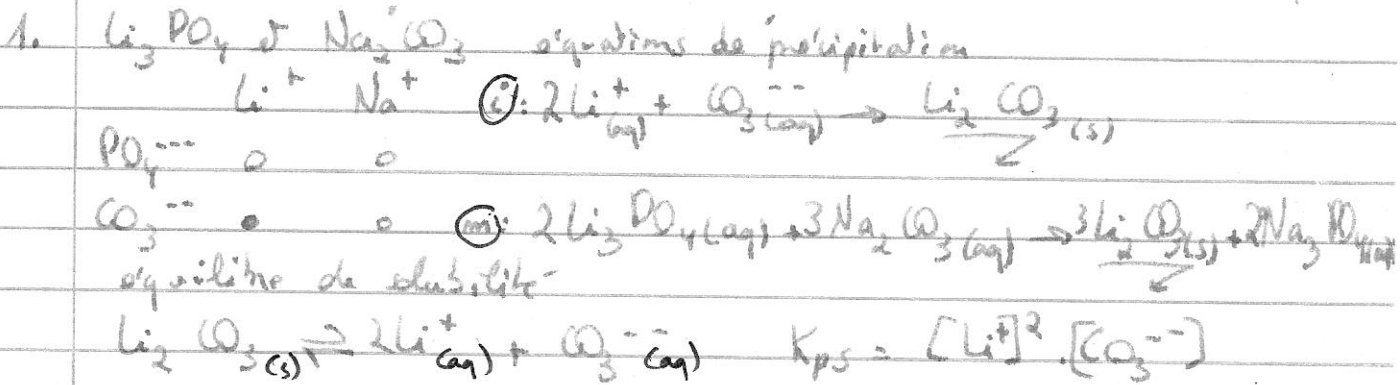 1. Li₃PO₄ et Na₂CO₃ équations de précipitation
Li⁺ Na⁺ (i): 2Li⁺(aq) + CO₃⁻⁻(aq) → Li₂CO₃(s) ↙
PO₄⁻⁻⁻ o o
CO₃⁻⁻ • o (m): 2Li₃PO₄(aq) + 3Na₂CO₃(aq) → 3Li₂CO₃(s) + 2Na₃PO₄(aq) ↙
équilibre de solubilité
Li₂CO₃(s) ⇌ 2Li⁺(aq) + CO₃⁻⁻(aq) Kps = [Li⁺]².[CO₃⁻⁻]